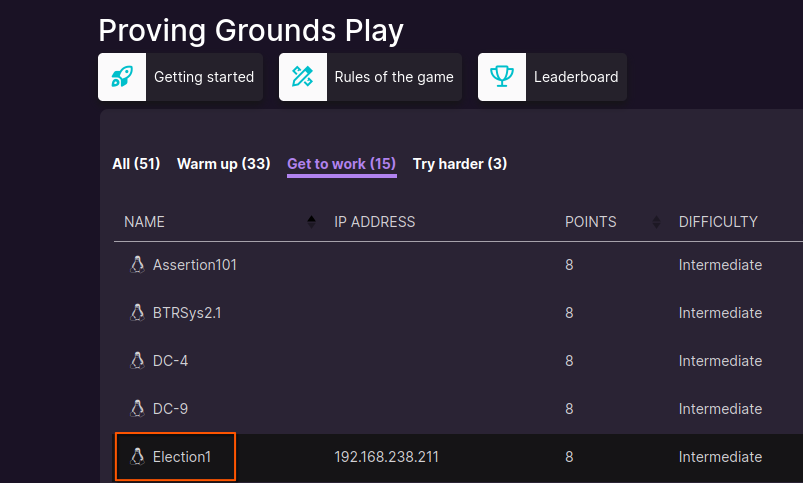 Proving Grounds Play
Getting started Rules of the game Leaderboard
All (51) Warm up (33) Get to work (15) Try harder (3)
NAME IP ADDRESS POINTS DIFFICULTY
Assertion101 8 Intermediate
BTRSys2.1 8 Intermediate
DC-4 8 Intermediate
DC-9 8 Intermediate
Election1 192.168.238.211 8 Intermediate